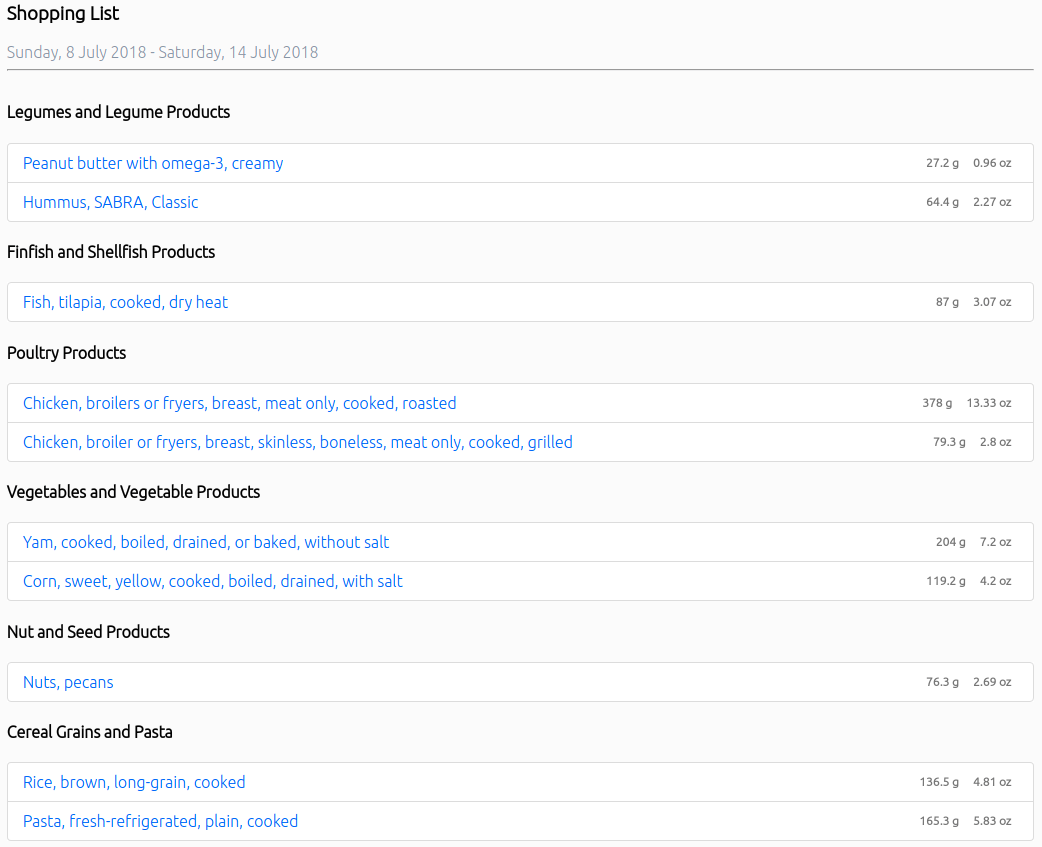 Shopping List
Sunday, 8 July 2018 - Saturday, 14 July 2018
Legumes and Legume Products
Peanut butter with omega-3, creamy 27.2 g 0.96 oz
Hummus, SABRA, Classic 64.4 g 2.27 oz
Finfish and Shellfish Products
Fish, tilapia, cooked, dry heat 87 g 3.07 oz
Poultry Products
Chicken, broilers or fryers, breast, meat only, cooked, roasted 378 g 13.33 oz
Chicken, broiler or fryers, breast, skinless, boneless, meat only, cooked, grilled 79.3 g 2.8 oz
Vegetables and Vegetable Products
Yam, cooked, boiled, drained, or baked, without salt 204 g 7.2 oz
Corn, sweet, yellow, cooked, boiled, drained, with salt 119.2 g 4.2 oz
Nut and Seed Products
Nuts, pecans 76.3 g 2.69 oz
Cereal Grains and Pasta
Rice, brown, long-grain, cooked 136.5 g 4.81 oz
Pasta, fresh-refrigerated, plain, cooked 165.3 g 5.83 oz